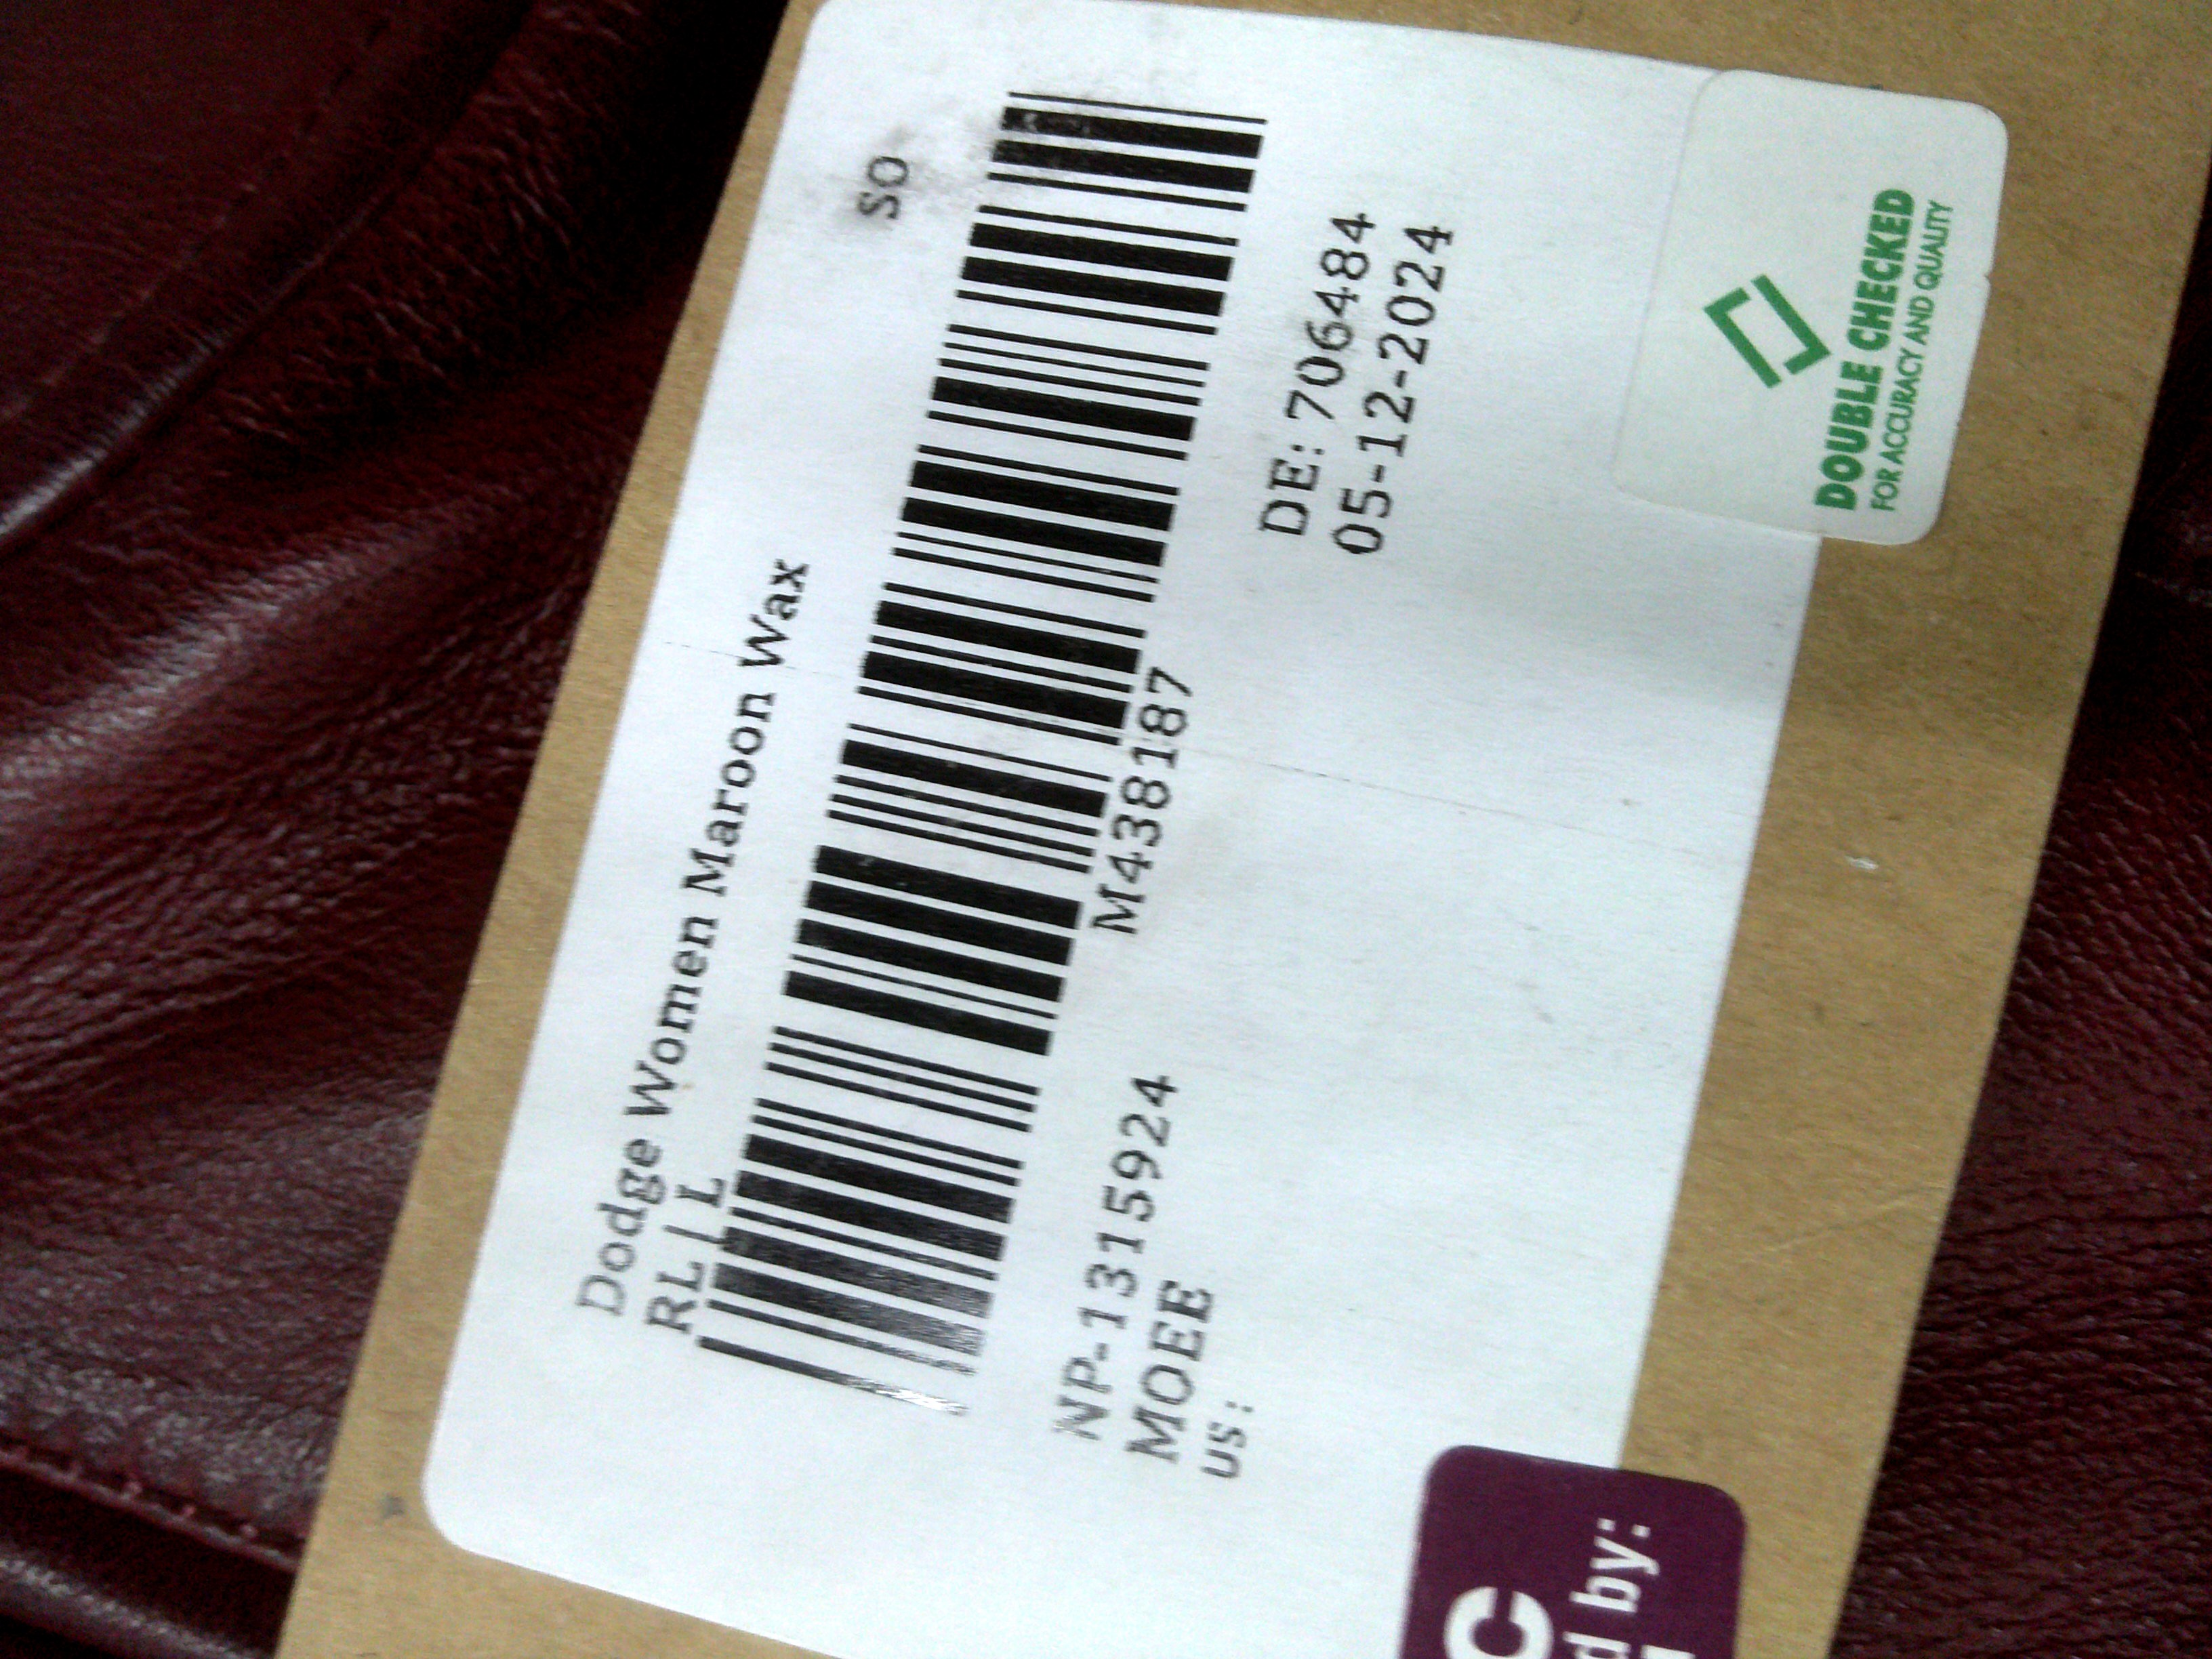 SO
Dodge Women Maroon Wax
RL | L
M438187
NP-1315924
DE: 706484
MOEE
05-12-2024
US:
DOUBLE CHECKED
FOR ACCURACY AND QUALITY
C
d by: